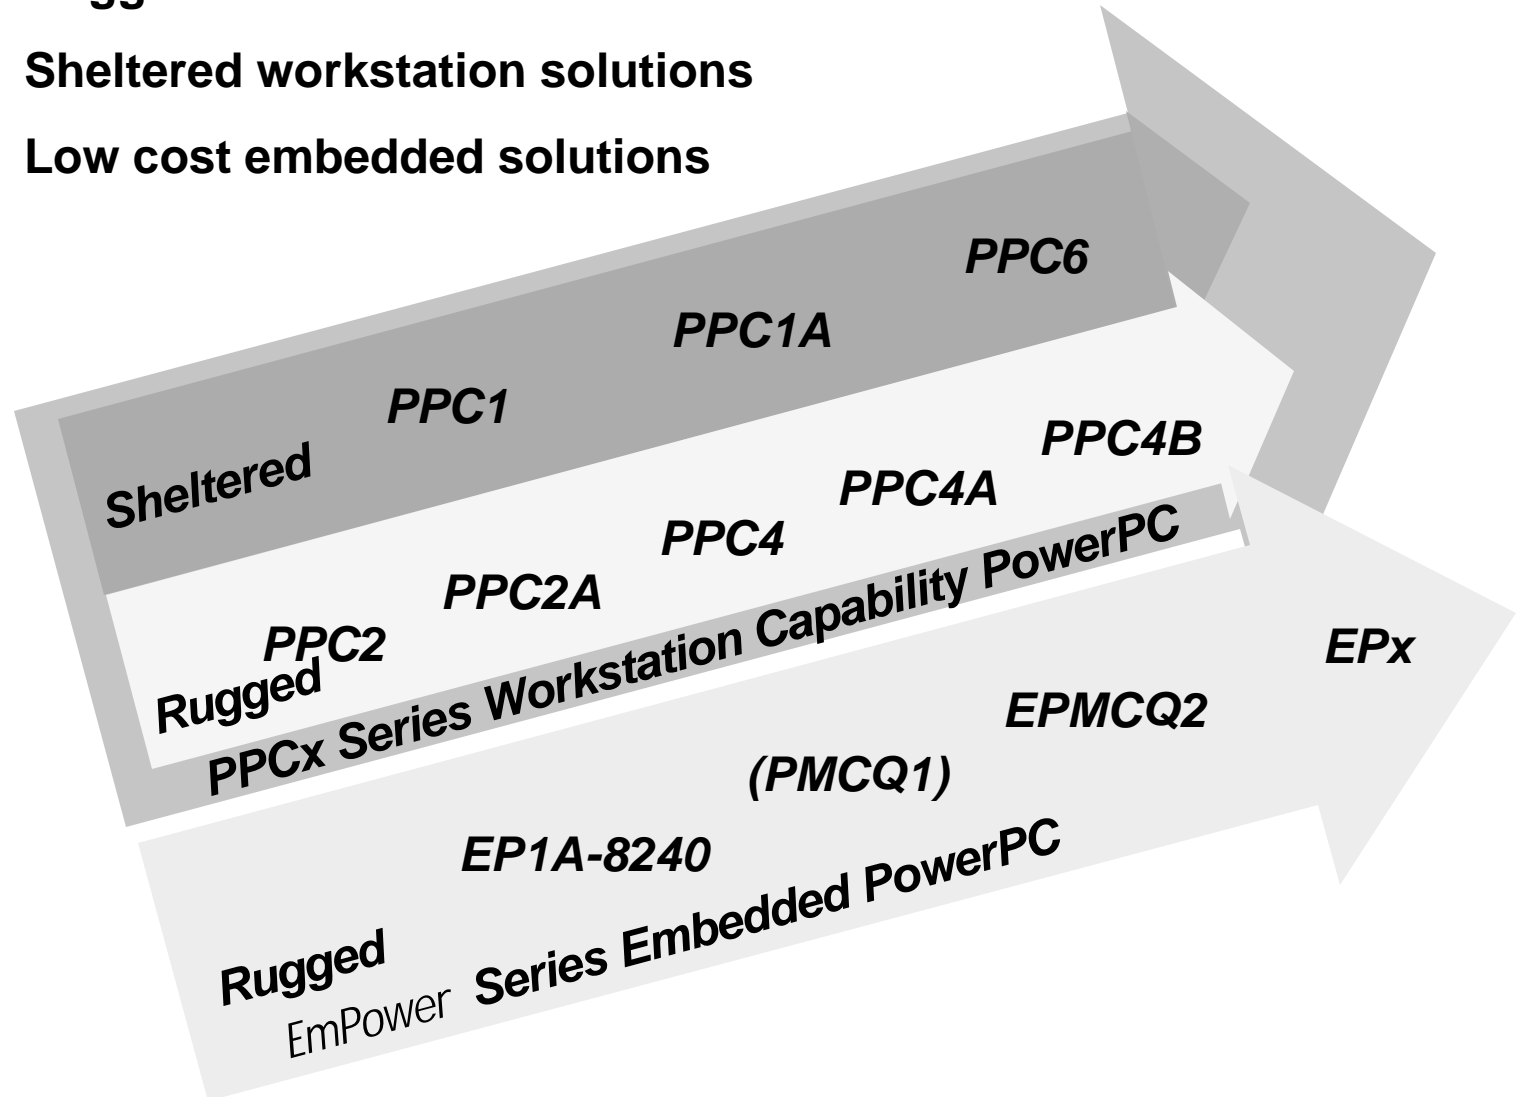 Sheltered workstation solutions
Low cost embedded solutions
PPC6
PPC1A
PPC1
Sheltered
PPC4B
PPC4A
PPC4
PPC2A
PPC2
Rugged
PPCx Series Workstation Capability PowerPC
EPx
EPMCQ2
(PMCQ1)
EP1A-8240
Rugged
EmPower Series Embedded PowerPC